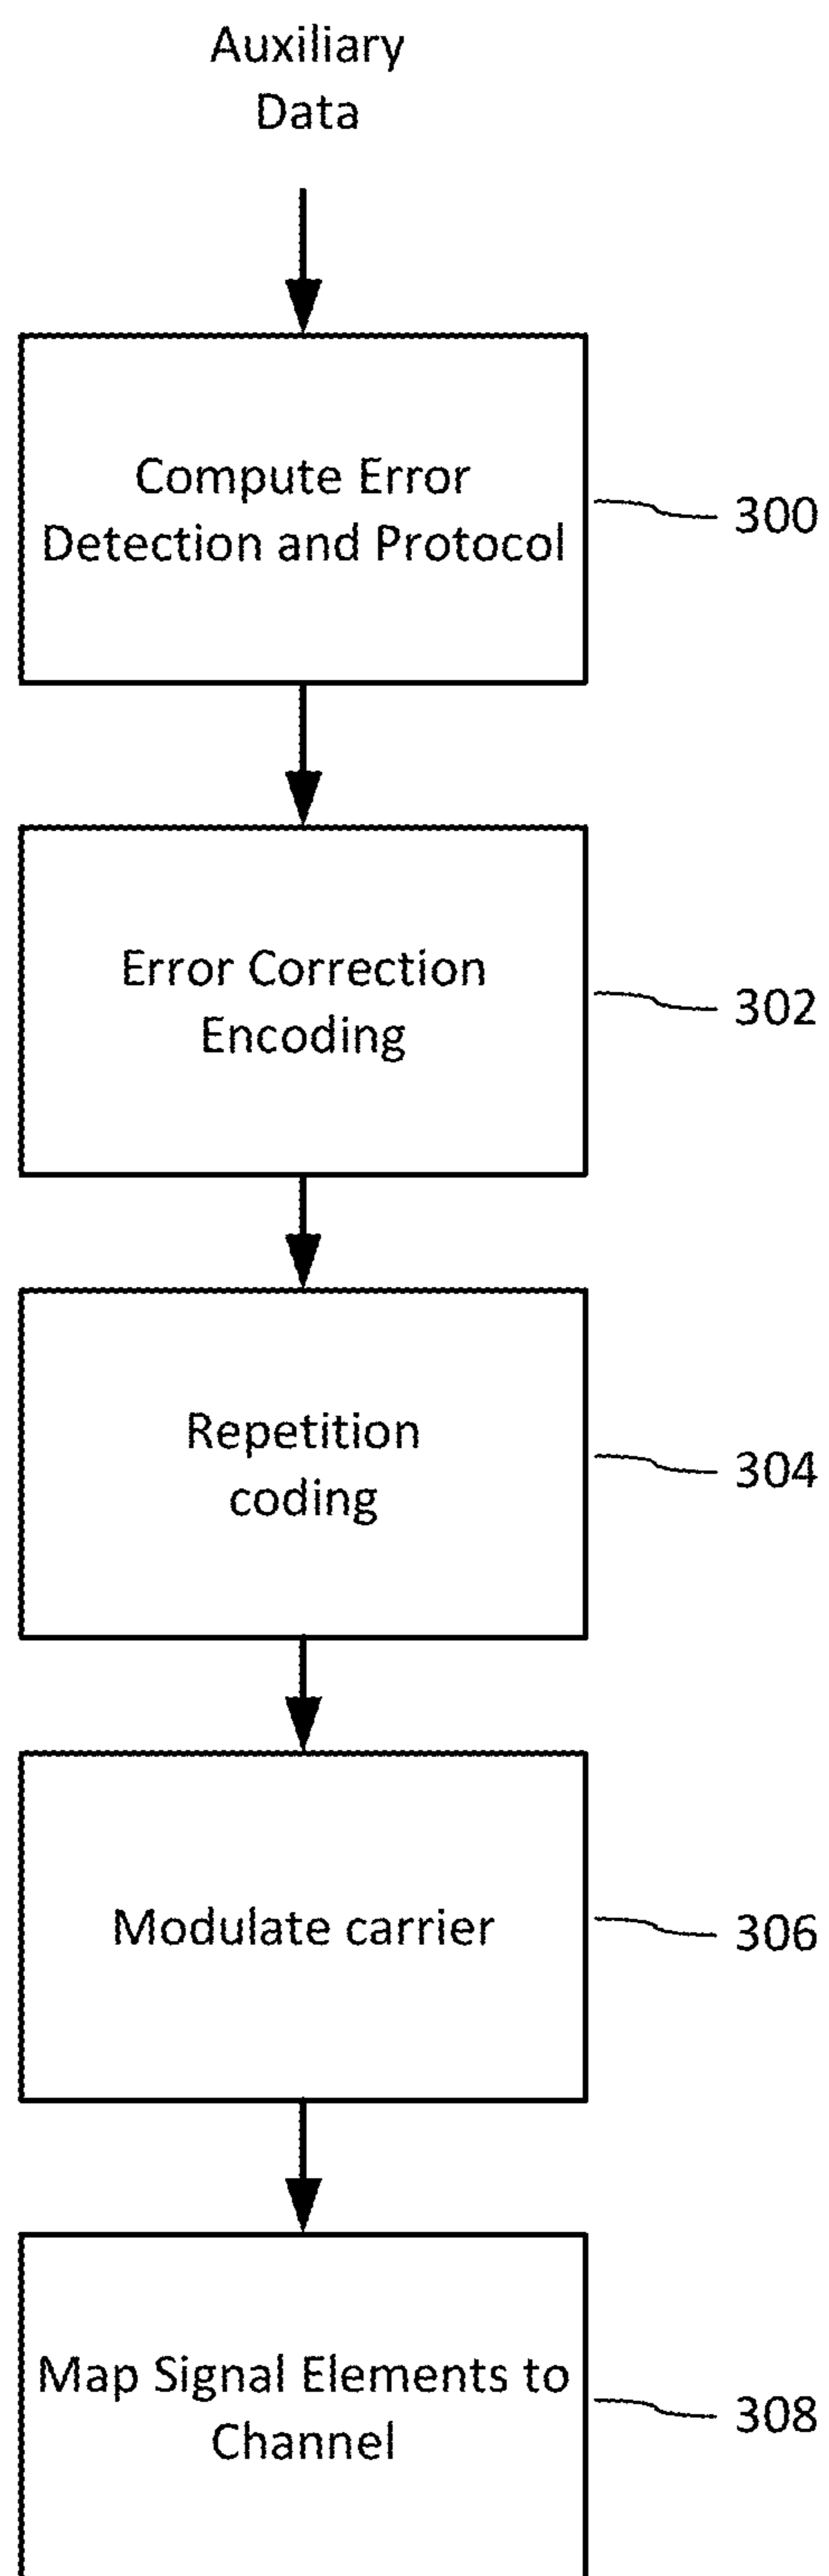 Auxiliary
Data
Compute Error
Detection and Protocol
300
Error Correction
Encoding
302
Repetition
coding
304
Modulate carrier
306
Map Signal Elements to
Channel
308